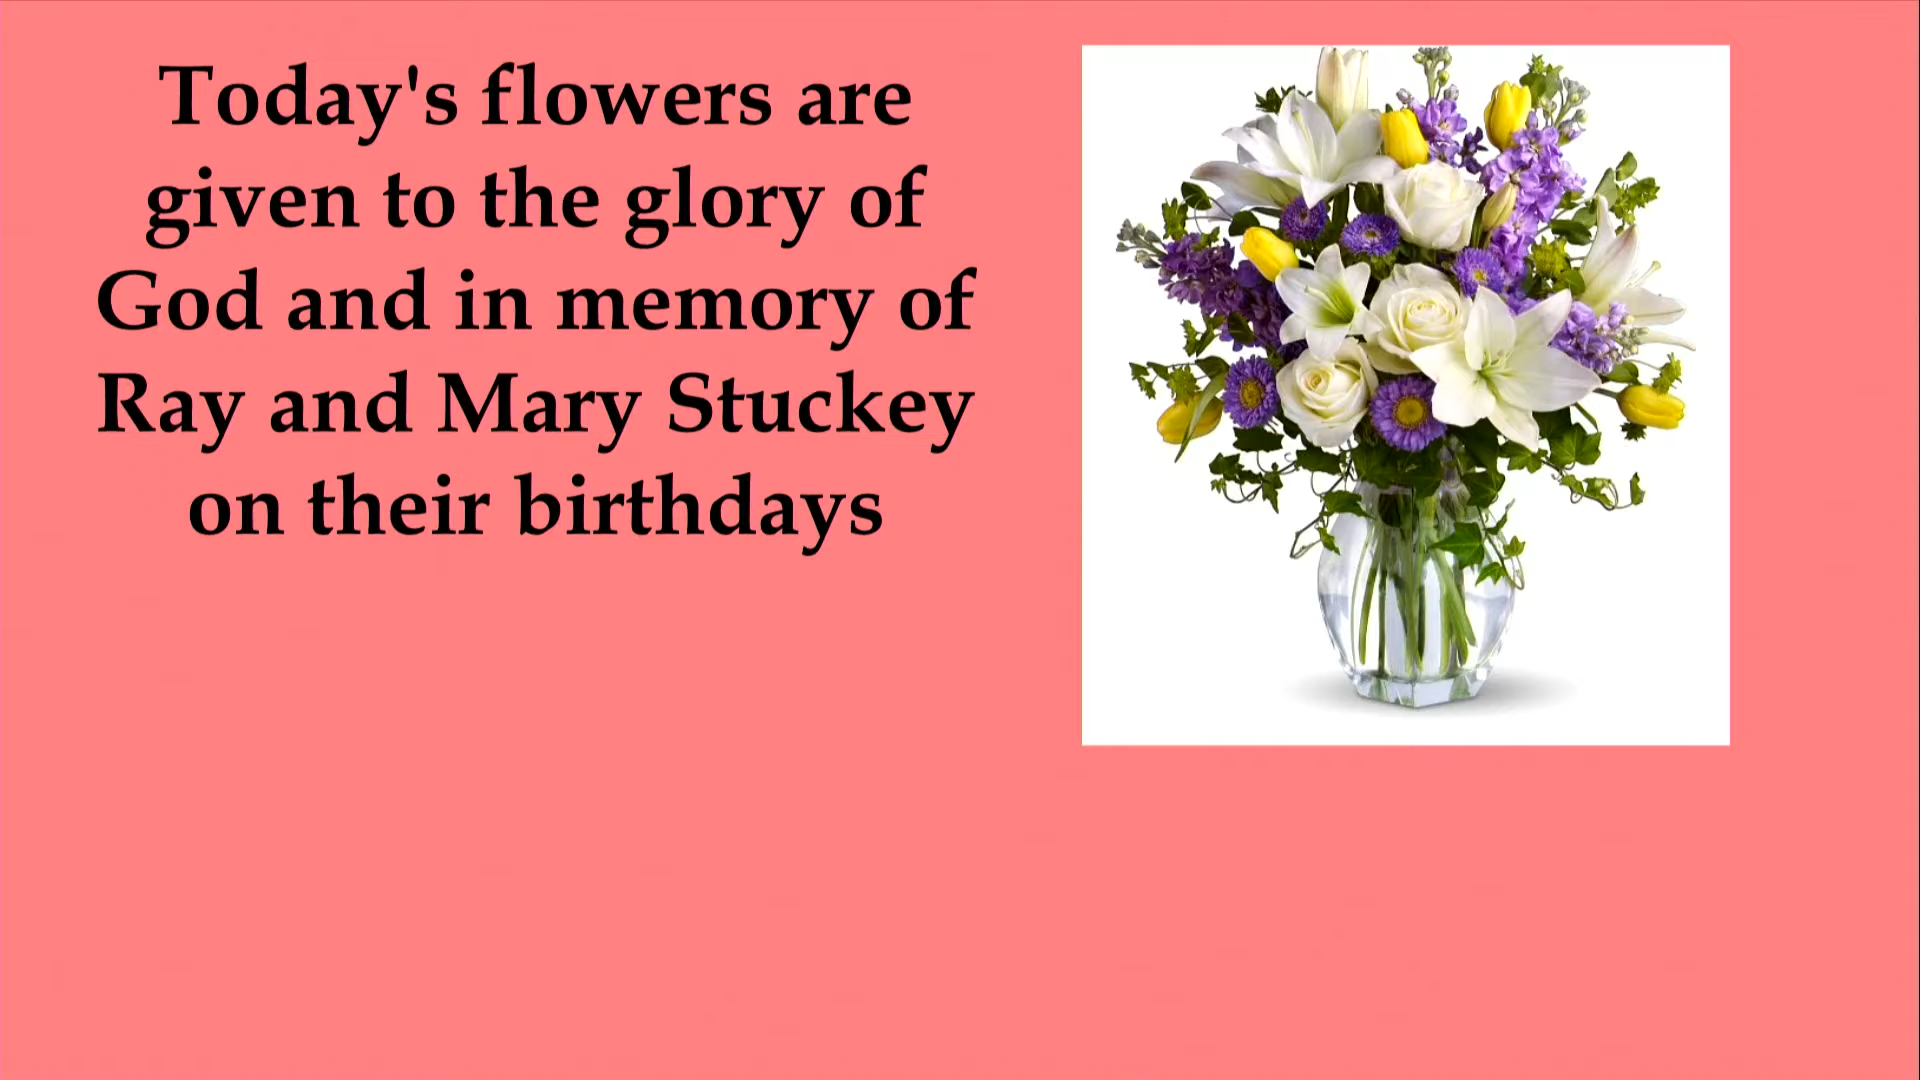 Today's flowers are
given to the glory of
God and in memory of
Ray and Mary Stuckey
on their birthdays